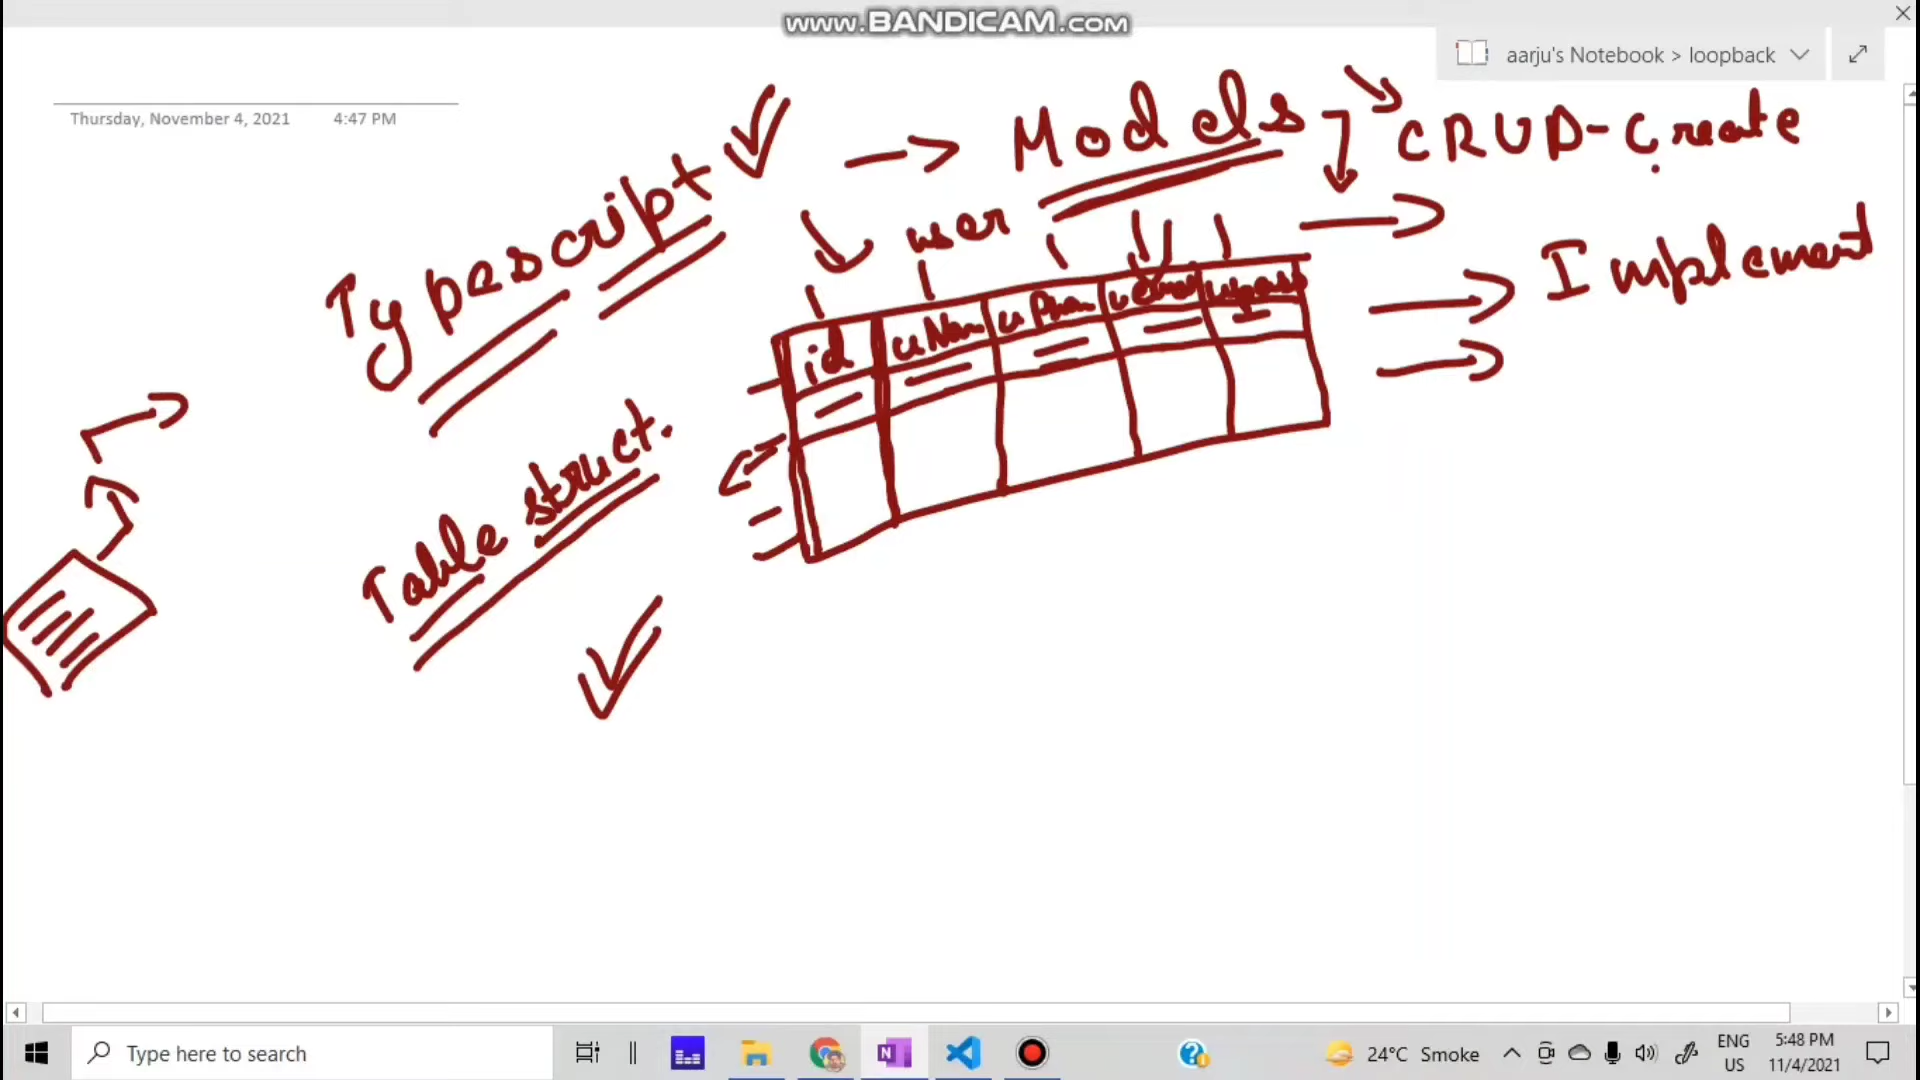 www.BANDICAM.com
aarju's Notebook > loopback
Thursday, November 4, 2021 4:47 PM
Typescript
Models
CRUD-Create
user
Implement
id
Table struct.
Type here to search
24°C Smoke
ENG
US
5:48 PM
11/4/2021